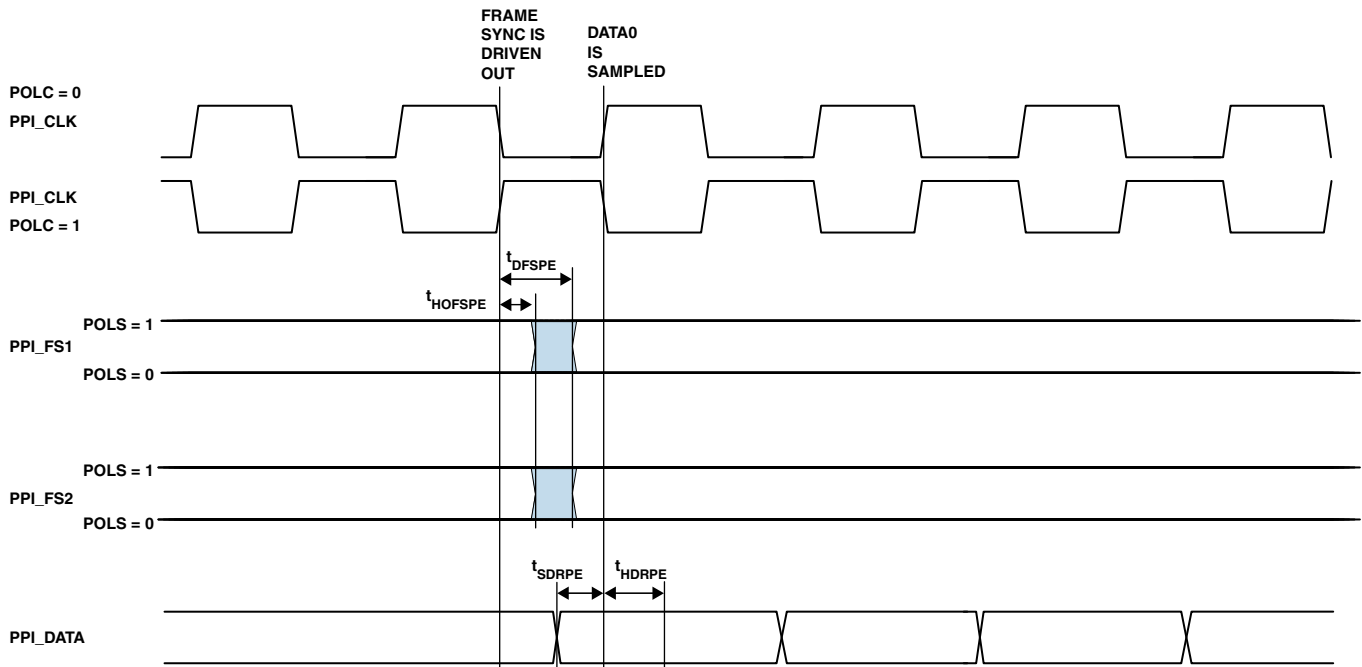 FRAME
SYNC IS
DRIVEN
OUT
DATA0
IS
SAMPLED
POLC = 0
PPI_CLK
PPI_CLK
POLC = 1
tDFSPE
tHOFSPE
POLS = 1
PPI_FS1
POLS = 0
POLS = 1
PPI_FS2
POLS = 0
tSDRPE
tHDRPE
PPI_DATA